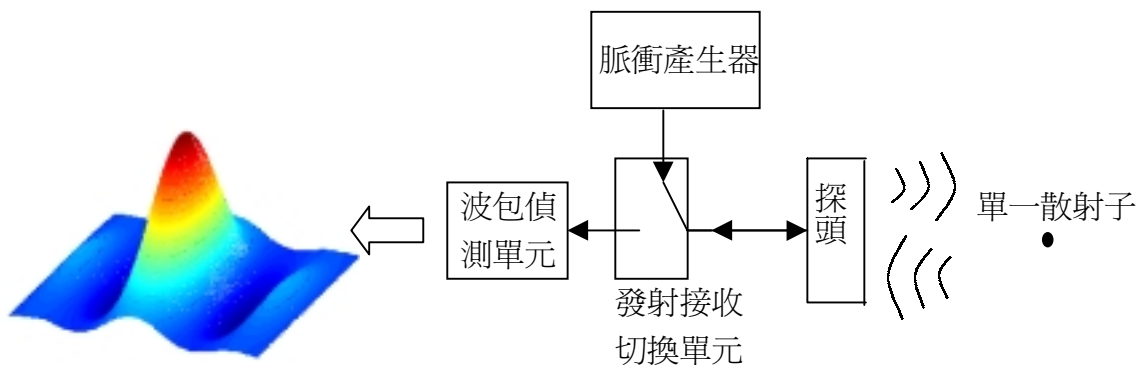 脈衝產生器
波包偵
測單元
探
頭
單一散射子
發射接收
切換單元